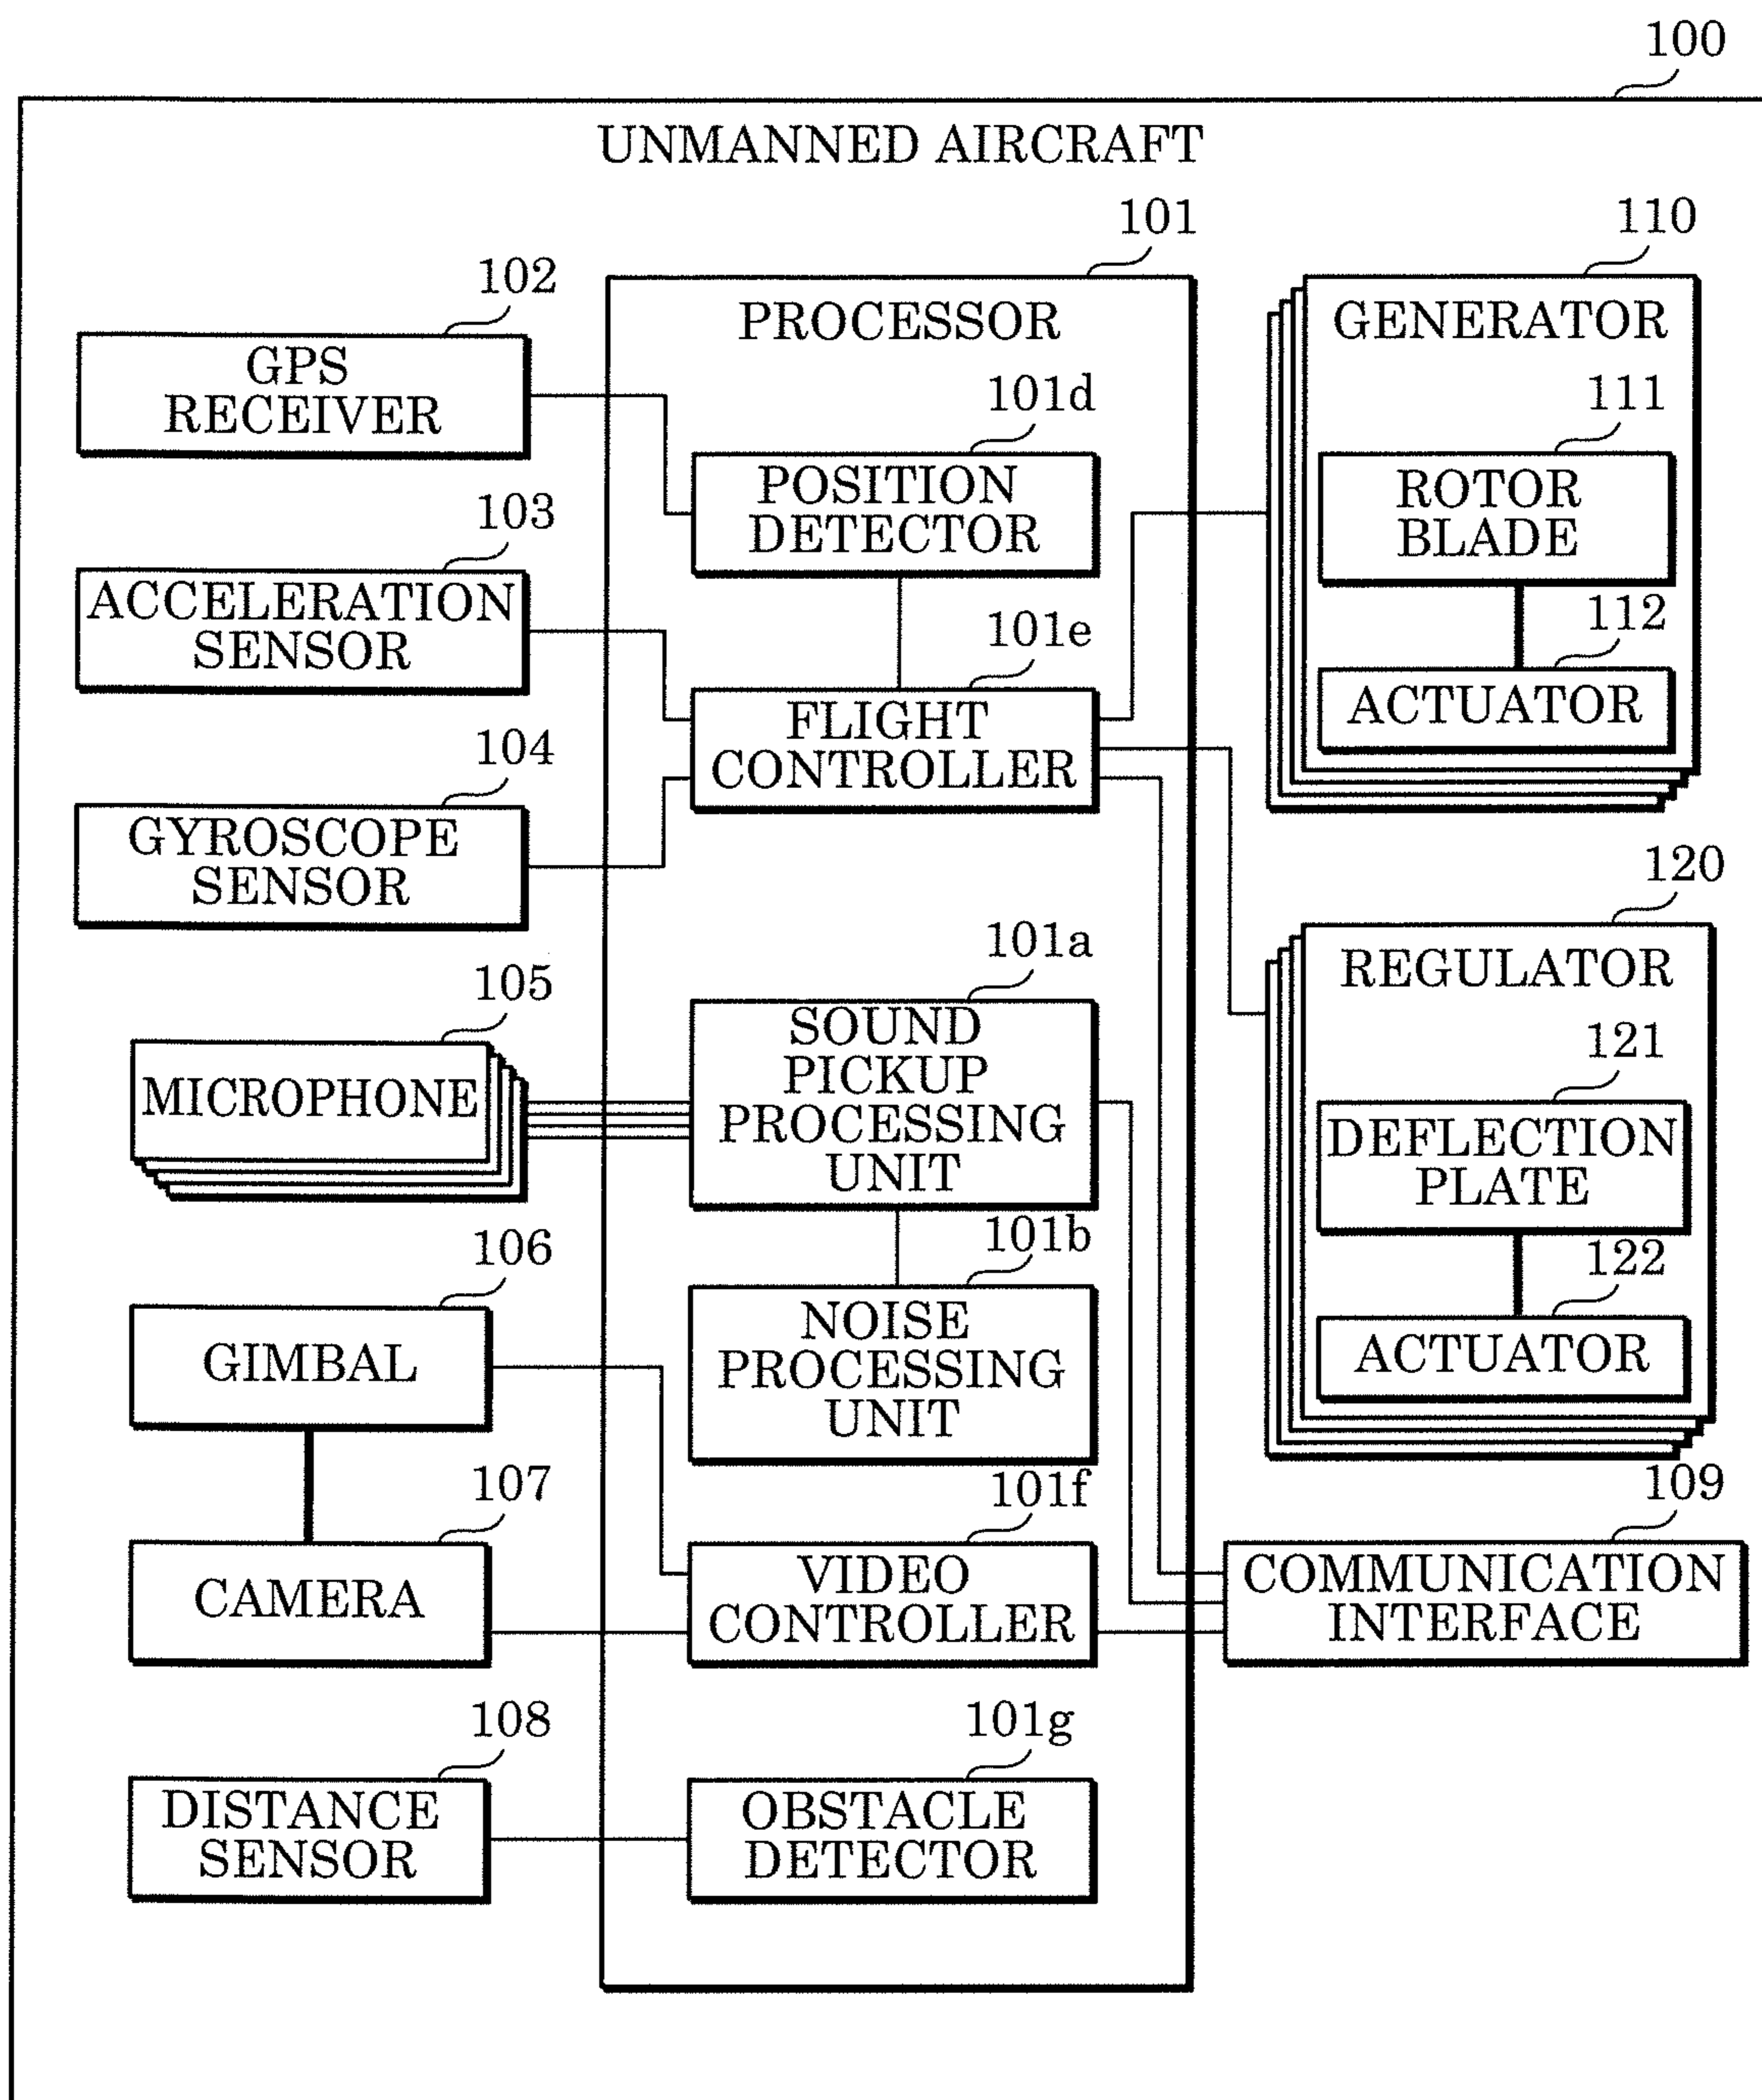 100
UNMANNED AIRCRAFT
101
110
102
PROCESSOR
GENERATOR
GPS
RECEIVER
101d
111
POSITION
DETECTOR
ROTOR
BLADE
103
ACCELERATION
SENSOR
101e
112
FLIGHT
CONTROLLER
ACTUATOR
104
GYROSCOPE
SENSOR
120
101a
REGULATOR
105
MICROPHONE
SOUND
PICKUP
PROCESSING
UNIT
121
DEFLECTION
PLATE
106
101b
122
GIMBAL
NOISE
PROCESSING
UNIT
ACTUATOR
107
101f
109
CAMERA
VIDEO
CONTROLLER
COMMUNICATION
INTERFACE
108
101g
DISTANCE
SENSOR
OBSTACLE
DETECTOR